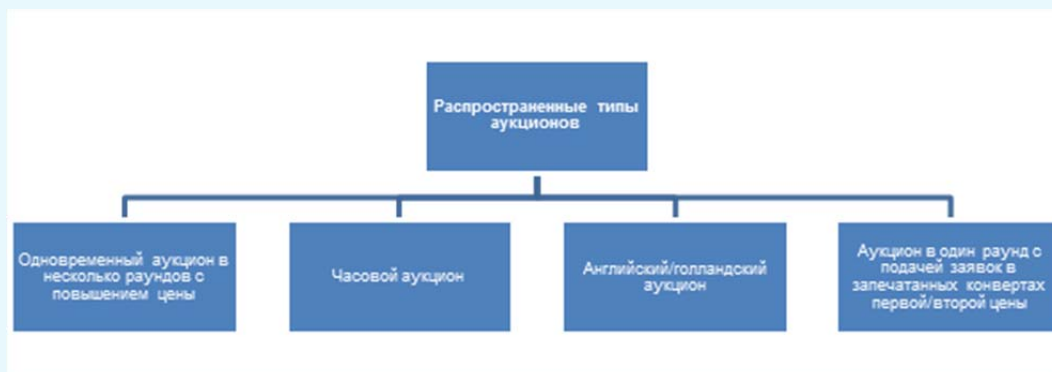 Распространенные типы
аукционов
Одновременный аукцион в
несколько раундов с
повышением цены
Часовой аукцион
Английский/голландский
аукцион
Аукцион в один раунд с
подачей заявок в
запечатанных конвертах
первой/второй цены